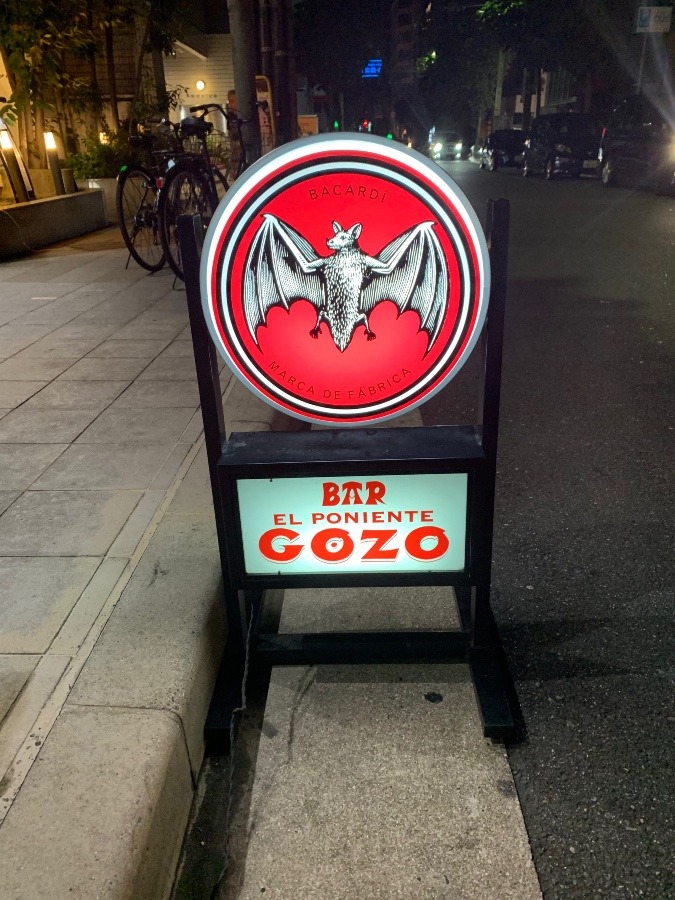 BACARDÍ
MARCA DE FÁBRICA
BAR
EL PONIENTE
GOZO